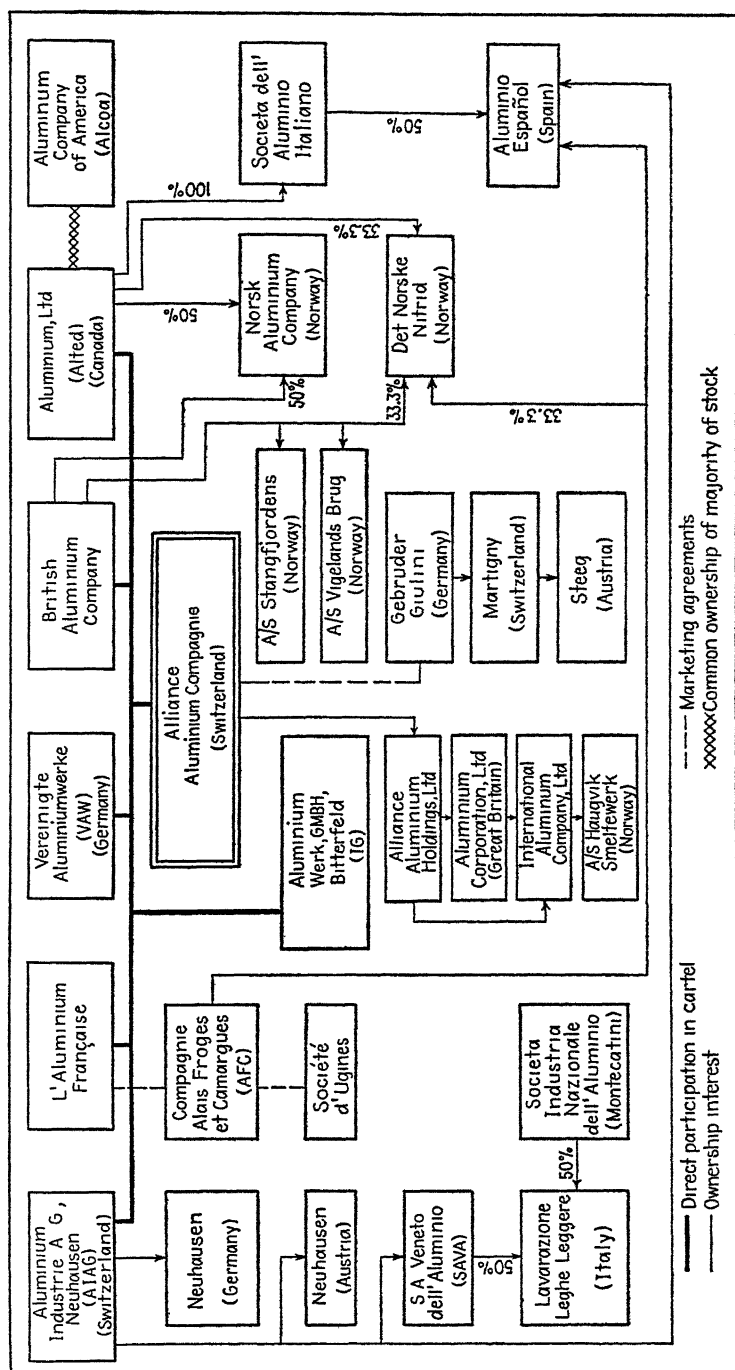 Aluminium
Industrie A G,
Neuhausen
(AIAG)
(Switzerland)
L'Aluminium
Française
Vereinigte
Aluminiumwerke
(VAW)
(Germany)
British
Aluminium
Company
Aluminium, Ltd
(Alted)
(Canada)
Aluminum
Company
of America
(Alcoa)
Neuhausen
(Germany)
Neuhausen
(Austria)
S A Veneto
dell'Aluminio
(SAVA)
50%
Lavarazione
Leghe Leggere
(Italy)
50%
Societa
Industria
Nazionale
dell'Aluminio
(Montecatini)
Compagnie
Alais Froges
et Camargues
(AFC)
Société
d'Ugines
Alliance
Aluminium Compagnie
(Switzerland)
Aluminium
Werk, GMBH,
Bitterfeld
(IG)
Alliance
Aluminium
Holdings, Ltd
Aluminium
Corporation, Ltd
(Great Britain)
International
Aluminum
Company, Ltd
A/S Haugvik
Smeltewerk
(Norway)
A/S Stangfjordens
(Norway)
A/S Vigelands Brug
(Norway)
Gebruder
Giulini
(Germany)
Martigny
(Switzerland)
Steeg
(Austria)
50%
50%
Norsk
Aluminium
Company
(Norway)
33.3%
33.3%
33.3%
Det Norske
Nitrid
(Norway)
100%
Societa dell'
Aluminio
Italiano
50%
Aluminio
Español
(Spain)
Direct participation in cartel
Ownership interest
Marketing agreements
Common ownership of majority of stock